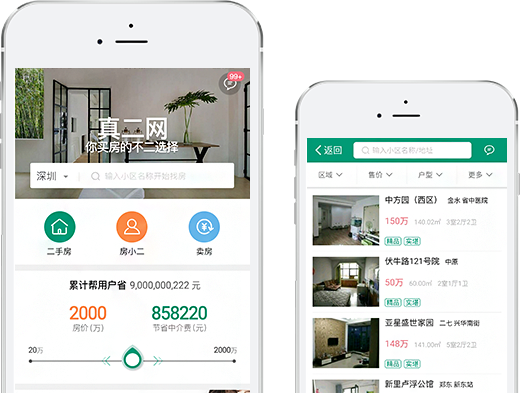 99+
真二网
你买房的不二选择
深圳
输入小区名称开始找房
二手房
房小二
卖房
累计帮用户省 9,000,000,222 元
2000
858220
房价(万)
节省中介费(元)
20万
2000万
返回
输入小区名称/地址
区域
售价
户型
更多
中方园（西区） 金水 省中医院
150万 140.02㎡ 3室2厅2卫
精品 实堪
伏牛路121号院 中原
50万 60.00㎡ 2室1厅1卫
精品 实堪
亚星盛世家园 二七 兴华南街
148万 141.00㎡ 5室2厅2卫
精品 实堪
新里卢浮公馆 郑东 新东站